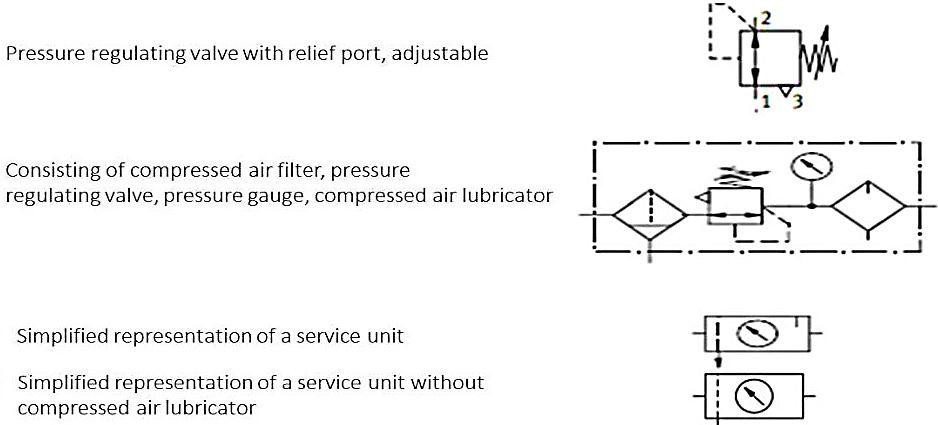 2
Pressure regulating valve with relief port, adjustable
1 3
Consisting of compressed air filter, pressure
regulating valve, pressure gauge, compressed air lubricator
Simplified representation of a service unit
Simplified representation of a service unit without
compressed air lubricator